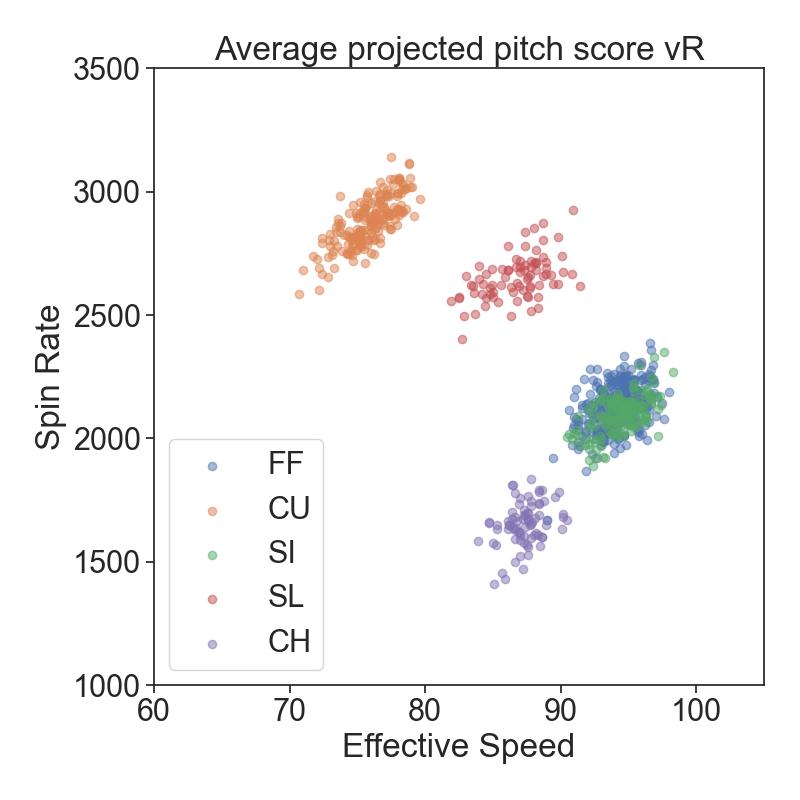 Average projected pitch score vR
3500
3000
2500
2000
1500
1000
Spin Rate
FF
CU
SI
SL
CH
60 70 80 90 100
Effective Speed